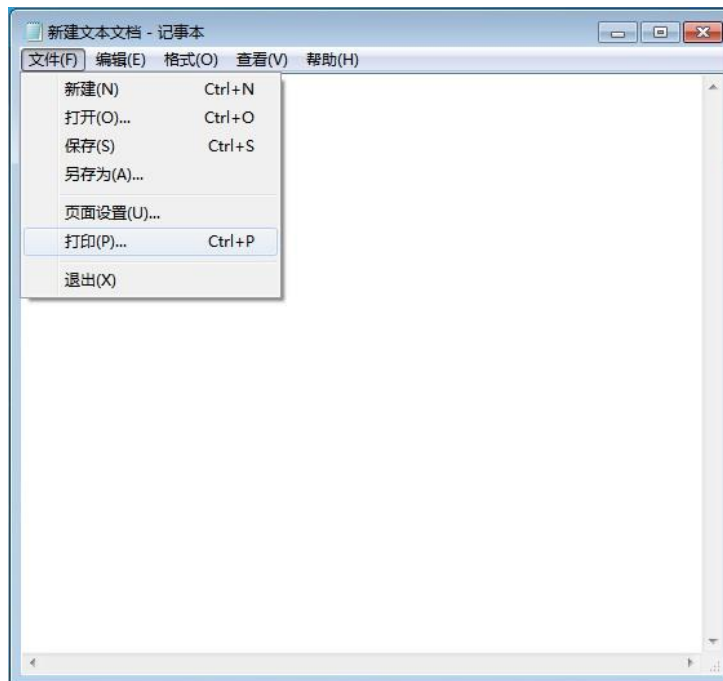 新建文本文档 - 记事本
文件(F) 编辑(E) 格式(O) 查看(V) 帮助(H)
新建(N) Ctrl+N
打开(O)... Ctrl+O
保存(S) Ctrl+S
另存为(A)...
页面设置(U)...
打印(P)... Ctrl+P
退出(X)